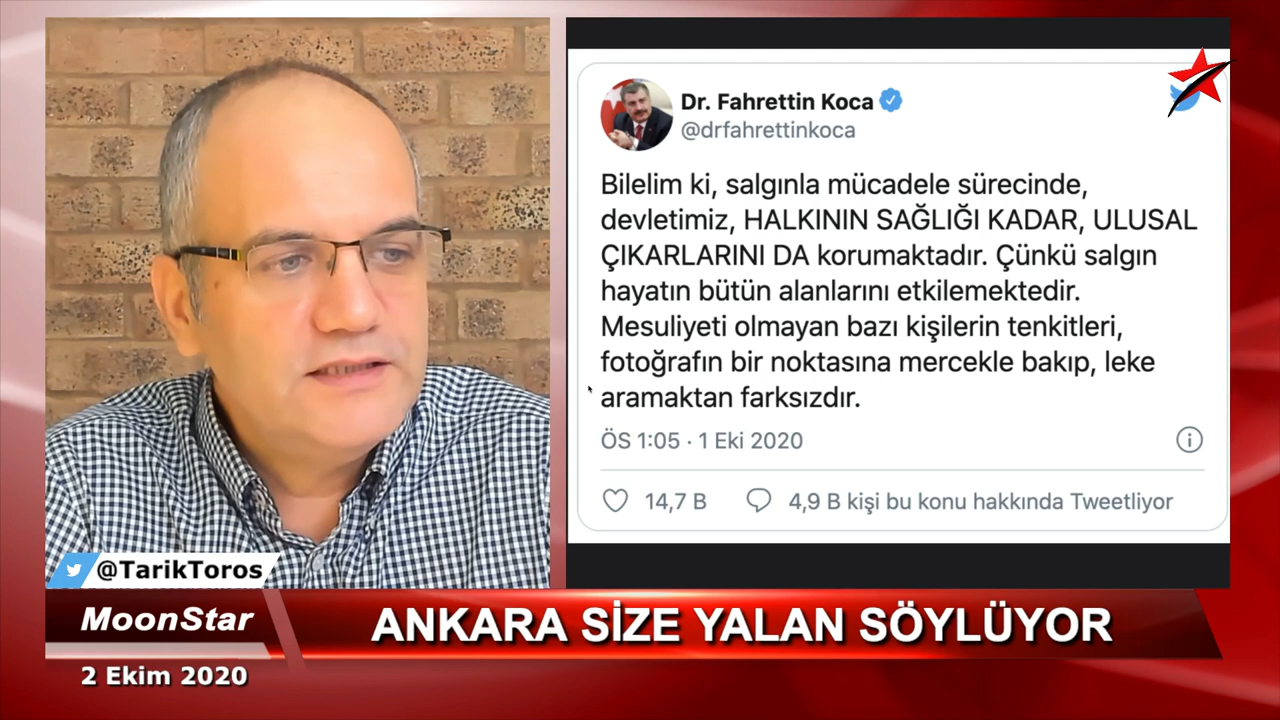 Dr. Fahrettin Koca
@drfahrettinkoca
Bilelim ki, salgınla mücadele sürecinde,
devletimiz, HALKININ SAĞLIĞI KADAR, ULUSAL
ÇIKARLARINI DA korumaktadır. Çünkü salgın
hayatın bütün alanlarını etkilemektedir.
Mesuliyeti olmayan bazı kişilerin tenkitleri,
fotoğrafın bir noktasına mercekle bakıp, leke
aramaktan farksızdır.
ÖS 1:05 · 1 Eki 2020
14,7 B 4,9 B kişi bu konu hakkında Tweetliyor
@TarikToros
MoonStar
ANKARA SİZE YALAN SÖYLÜYOR
2 Ekim 2020